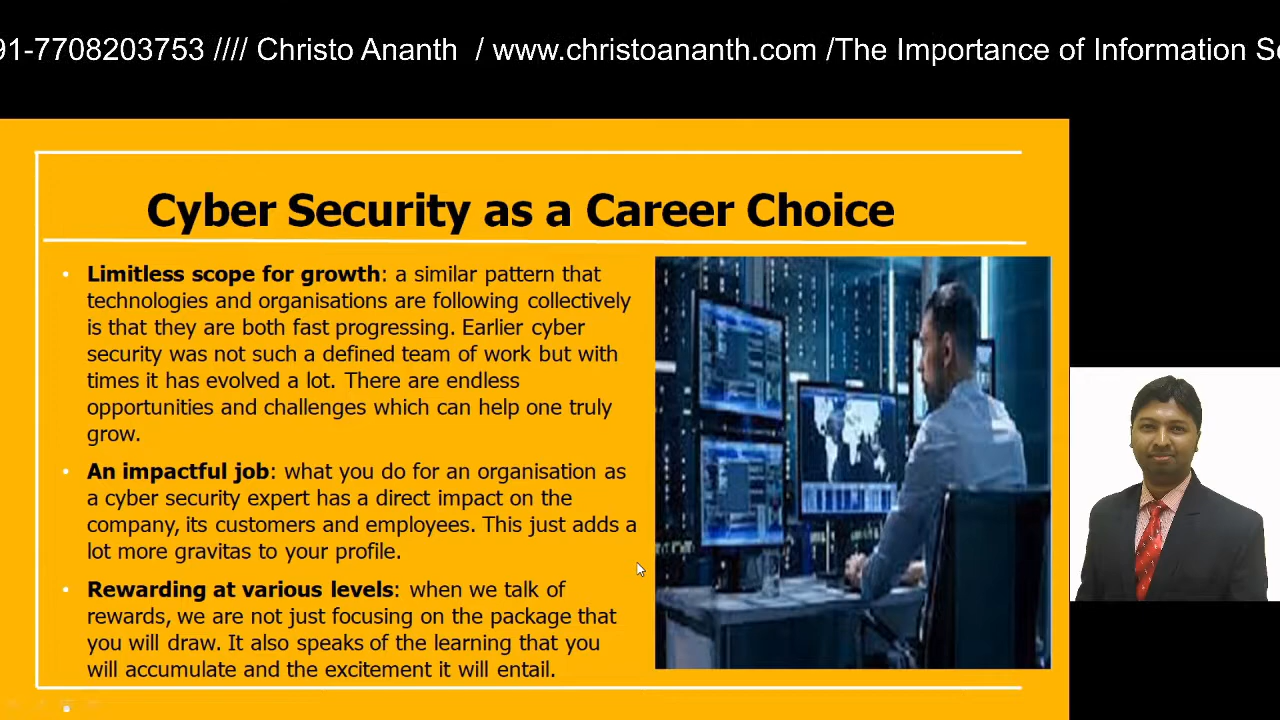 91-7708203753 //// Christo Ananth / www.christoananth.com /The Importance of Information Se
Cyber Security as a Career Choice
• Limitless scope for growth: a similar pattern that
technologies and organisations are following collectively
is that they are both fast progressing. Earlier cyber
security was not such a defined team of work but with
times it has evolved a lot. There are endless
opportunities and challenges which can help one truly
grow.
• An impactful job: what you do for an organisation as
a cyber security expert has a direct impact on the
company, its customers and employees. This just adds a
lot more gravitas to your profile.
• Rewarding at various levels: when we talk of
rewards, we are not just focusing on the package that
you will draw. It also speaks of the learning that you
will accumulate and the excitement it will entail.